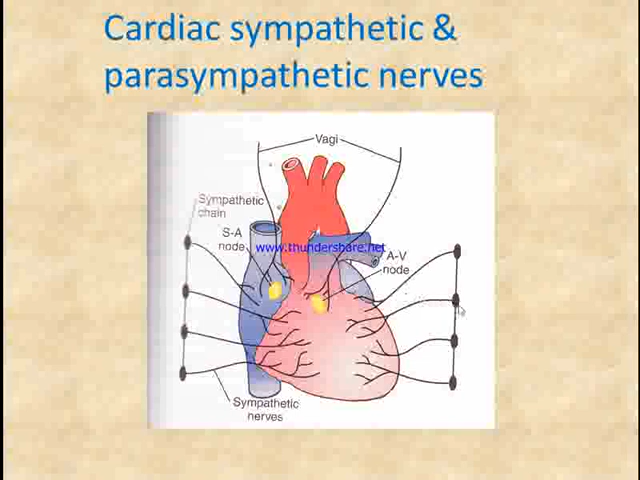 Cardiac sympathetic &
parasympathetic nerves
Vagi
Sympathetic
chain
S-A
node
www.thundershare.net
A-V
node
Sympathetic
nerves